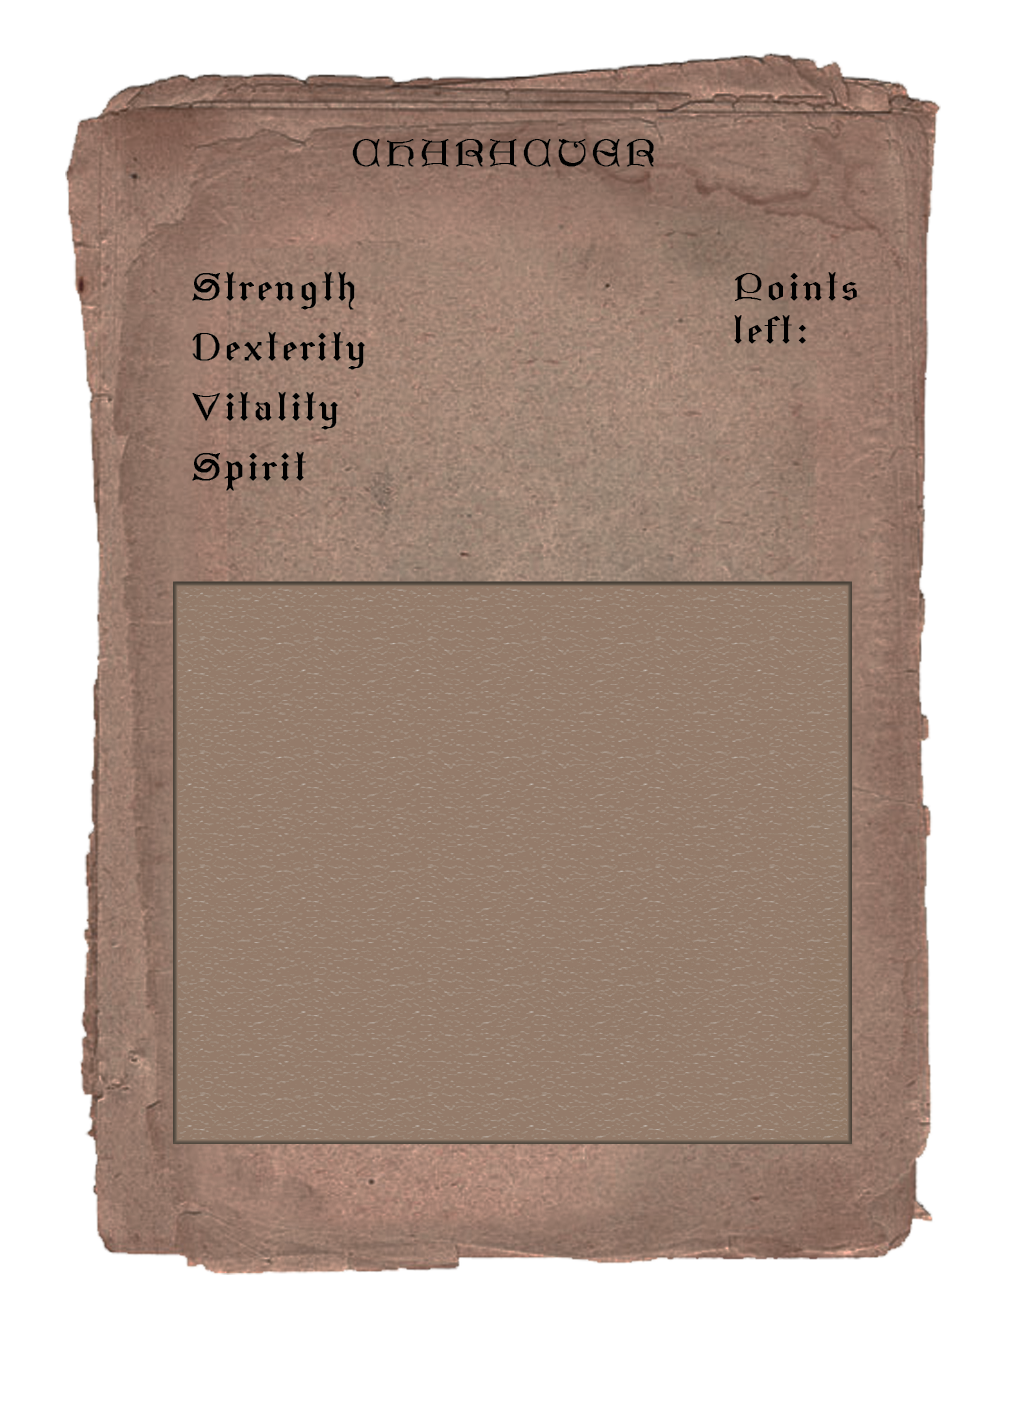 CHARACTER
Strength
Dexterity
Vitality
Spirit
Points
left: